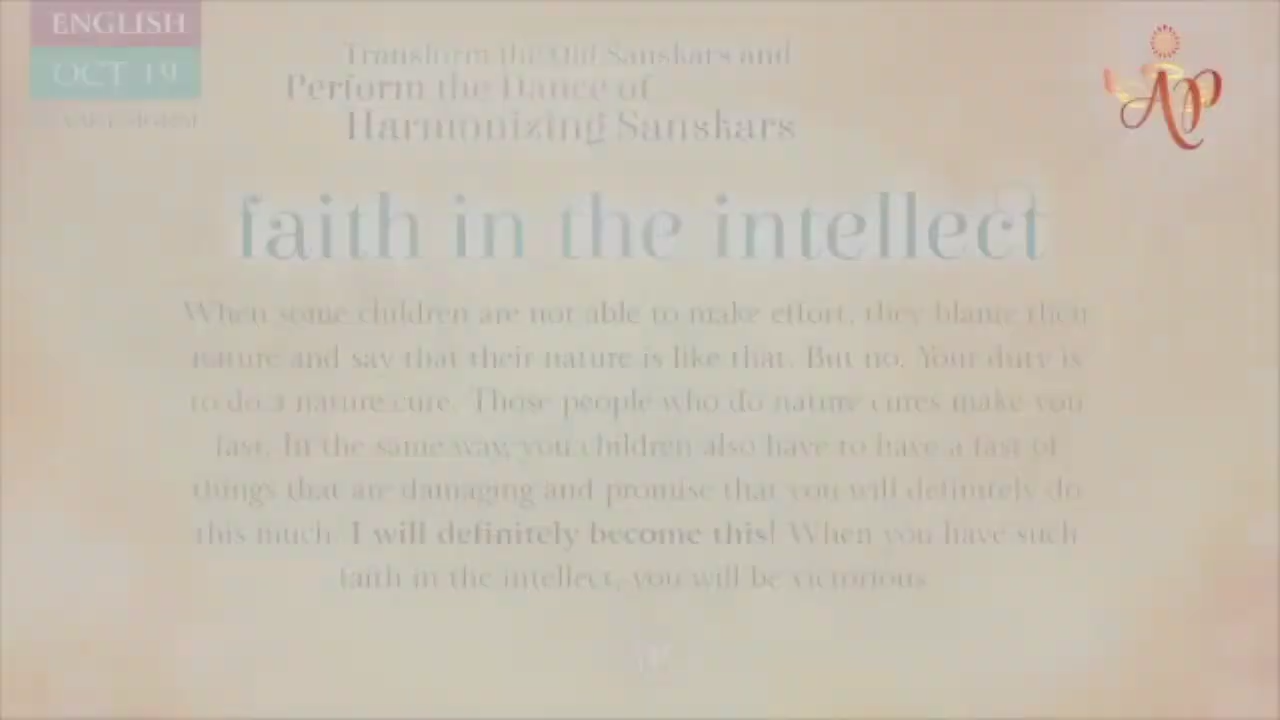 ENGLISH
OCT 19
Transform the Old Sanskars and
Perform the Dance of
Harmonizing Sanskars
AP
faith in the intellect
When some children are not able to make effort, they blame their
nature and say that their nature is like that. But no. Your duty is
to do a nature cure. Those people who do nature cures make you
fast. In the same way, you children also have to have a fast of
things that are damaging and promise that you will definitely do
this much. I will definitely become this! When you have such
faith in the intellect, you will be victorious.